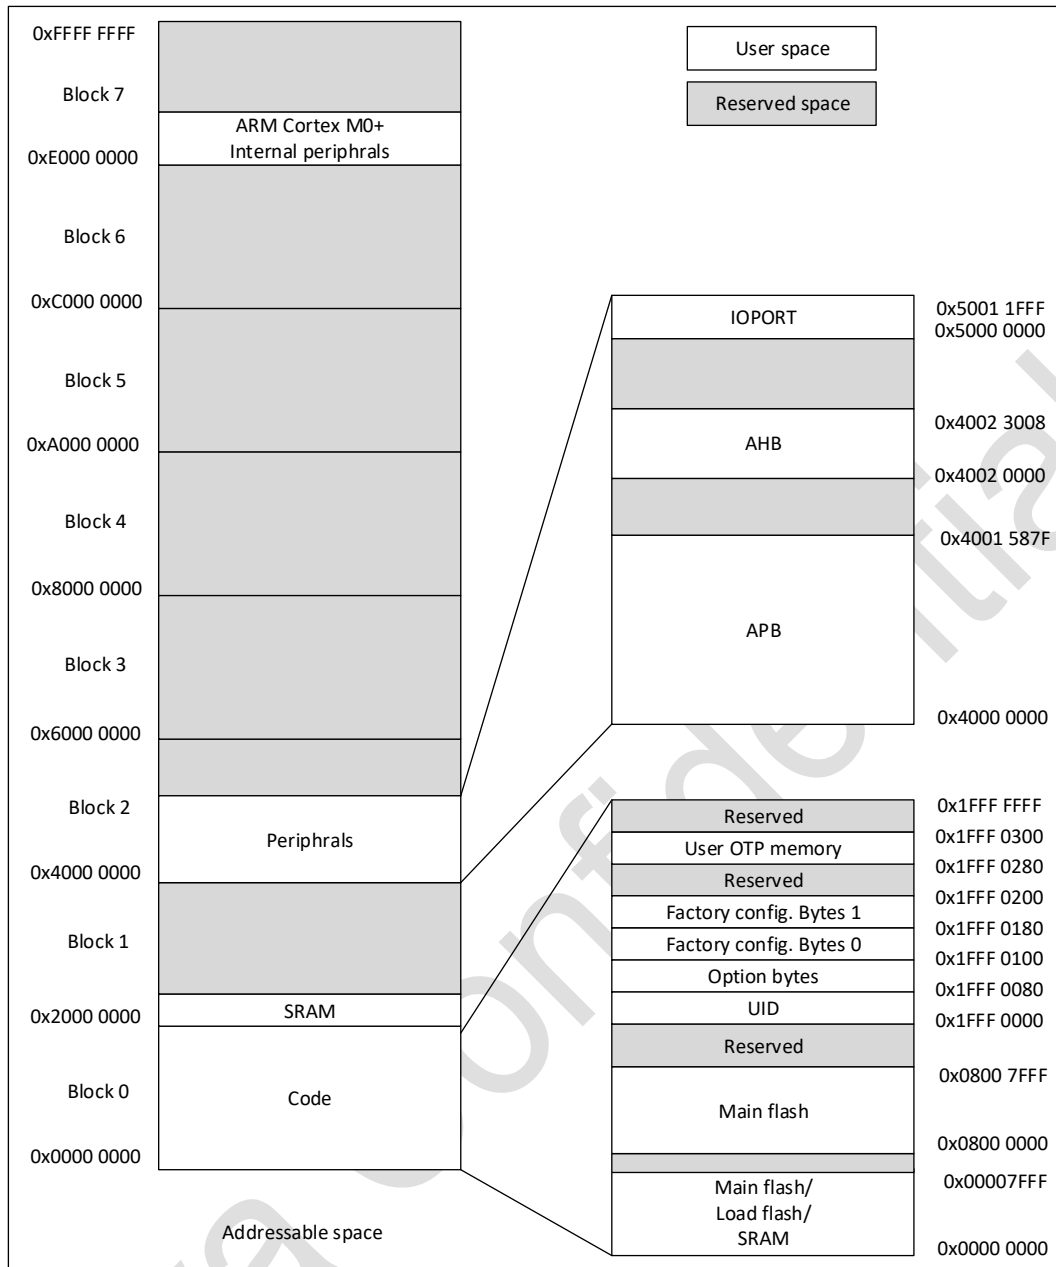 0xFFFF FFFF
Block 7
ARM Cortex M0+
Internal periphrals
0xE000 0000
Block 6
0xC000 0000
Block 5
0xA000 0000
Block 4
0x8000 0000
Block 3
0x6000 0000
Block 2
Periphrals
0x4000 0000
Block 1
SRAM
0x2000 0000
Block 0
Code
0x0000 0000
Addressable space
User space
Reserved space
IOPORT
0x5001 1FFF
0x5000 0000
AHB
0x4002 3008
0x4002 0000
0x4001 587F
APB
0x4000 0000
Reserved
0x1FFF FFFF
0x1FFF 0300
User OTP memory
0x1FFF 0280
Reserved
0x1FFF 0200
Factory config. Bytes 1
0x1FFF 0180
Factory config. Bytes 0
0x1FFF 0100
Option bytes
0x1FFF 0080
UID
0x1FFF 0000
Reserved
0x0800 7FFF
Main flash
0x0800 0000
0x00007FFF
Main flash/
Load flash/
SRAM
0x0000 0000